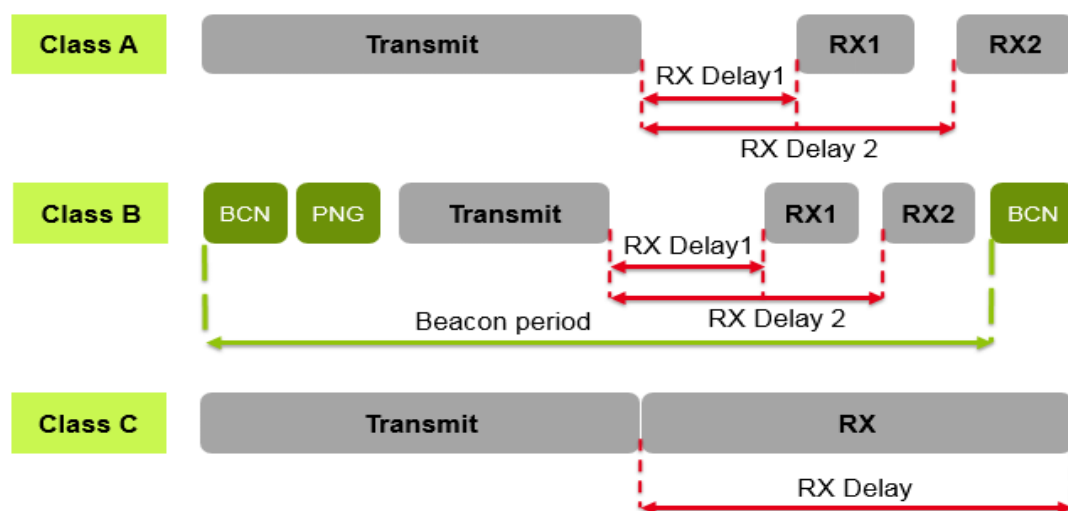 Class A
Transmit
RX1
RX2
RX Delay1
RX Delay 2
Class B
BCN
PNG
Transmit
RX1
RX2
BCN
RX Delay1
RX Delay 2
Beacon period
Class C
Transmit
RX
RX Delay